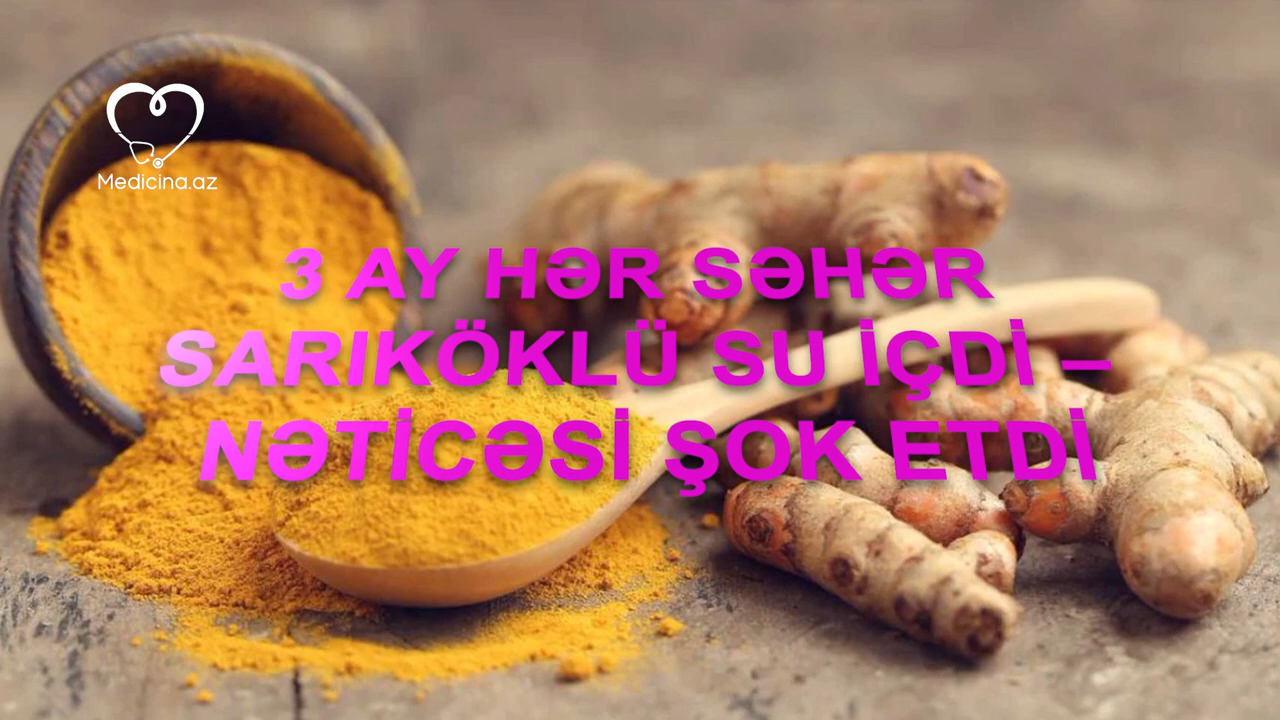 Medicina.az
3 AY HƏR SƏHƏR
SARIKÖKLÜ SU İÇDİ –
NƏTİCƏSİ ŞOK ETDİ